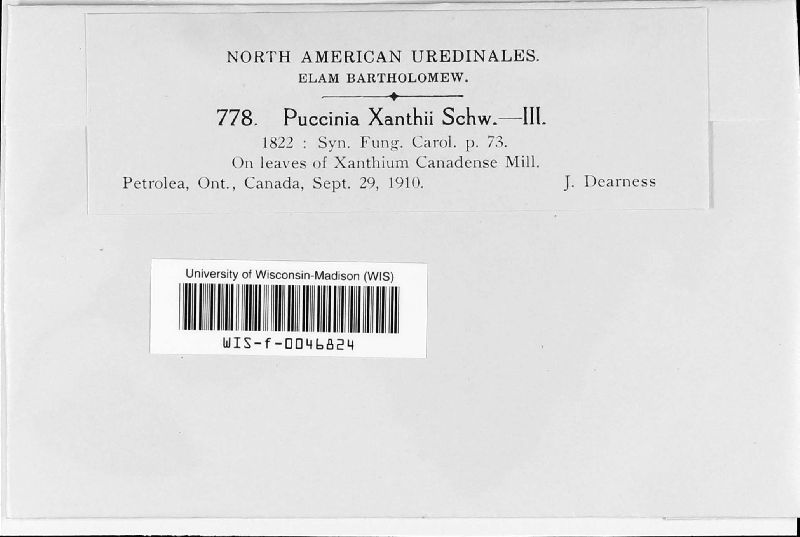 NORTH AMERICAN UREDINALES.
ELAM BARTHOLOMEW.
778. Puccinia Xanthii Schw.—III.
1822 : Syn. Fung. Carol. p. 73.
On leaves of Xanthium Canadense Mill.
Petrolea, Ont., Canada, Sept. 29, 1910. J. Dearness
University of Wisconsin-Madison (WIS)
WIS-f-0046824